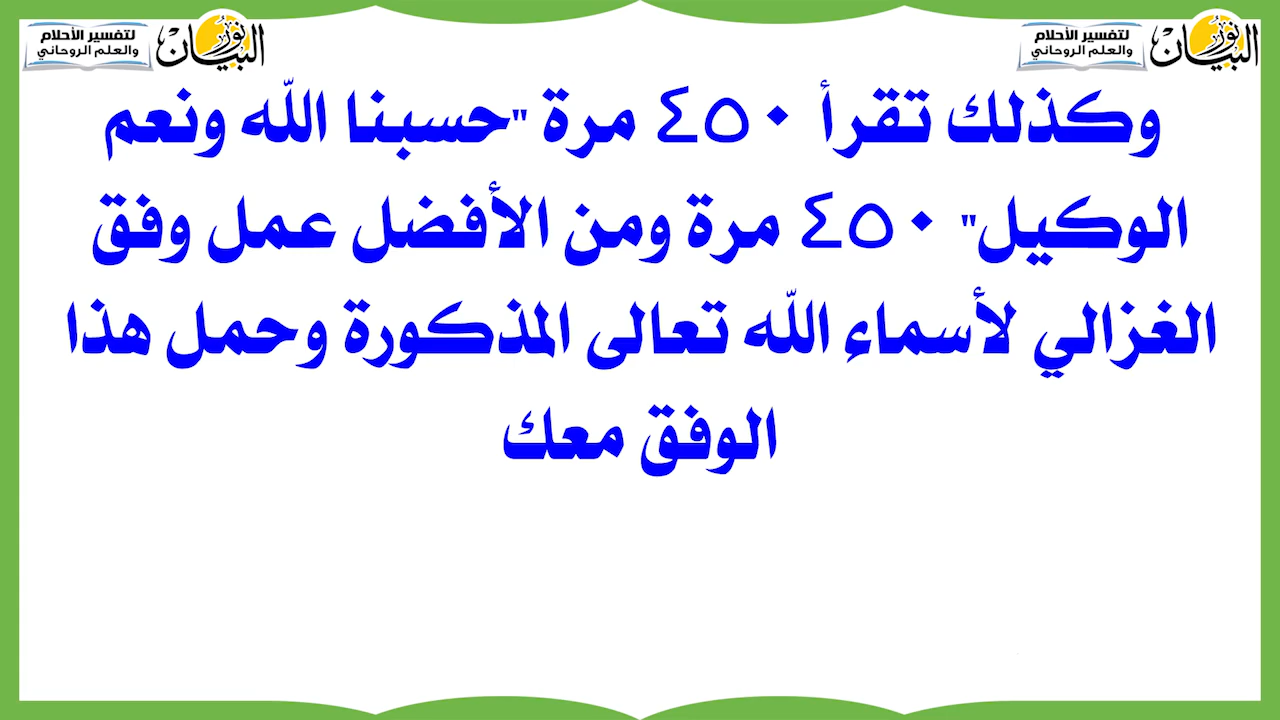 لتفسير الأحلام
والعلم الروحاني
نور البيان
لتفسير الأحلام
والعلم الروحاني
نور البيان
وكذلك تقرأ ٤٥٠ مرة "حسبنا الله ونعم
الوكيل" ٤٥٠ مرة ومن الأفضل عمل وفق
الغزالي لأسماء الله تعالى المذكورة وحمل هذا
الوفق معك